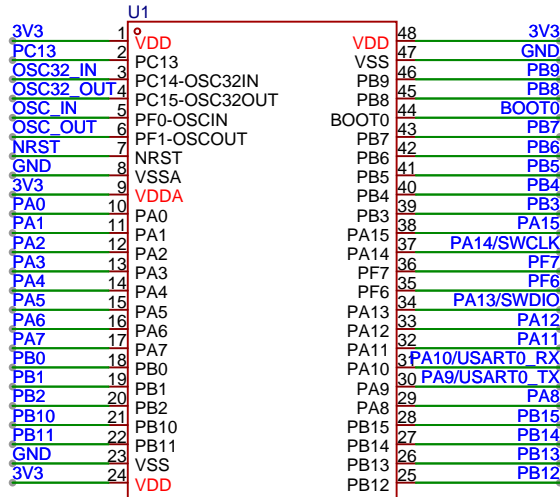 U1
3V3 1 VDD VDD 48 3V3
PC13 2 PC13 VSS 47 GND
OSC32_IN 3 PC14-OSC32IN PB9 46 PB9
OSC32_OUT 4 PC15-OSC32OUT PB8 45 PB8
OSC_IN 5 PF0-OSCIN BOOT0 44 BOOT0
OSC_OUT 6 PF1-OSCOUT PB7 43 PB7
NRST 7 NRST PB6 42 PB6
GND 8 VSSA PB5 41 PB5
3V3 9 VDDA PB4 40 PB4
PA0 10 PA0 PB3 39 PB3
PA1 11 PA1 PA15 38 PA15
PA2 12 PA2 PA14 37 PA14/SWCLK
PA3 13 PA3 PF7 36 PF7
PA4 14 PA4 PF6 35 PF6
PA5 15 PA5 PA13 34 PA13/SWDIO
PA6 16 PA6 PA12 33 PA12
PA7 17 PA7 PA11 32 PA11
PB0 18 PB0 PA10 31 PA10/USART0_RX
PB1 19 PB1 PA9 30 PA9/USART0_TX
PB2 20 PB2 PA8 29 PA8
PB10 21 PB10 PB15 28 PB15
PB11 22 PB11 PB14 27 PB14
GND 23 VSS PB13 26 PB13
3V3 24 VDD PB12 25 PB12